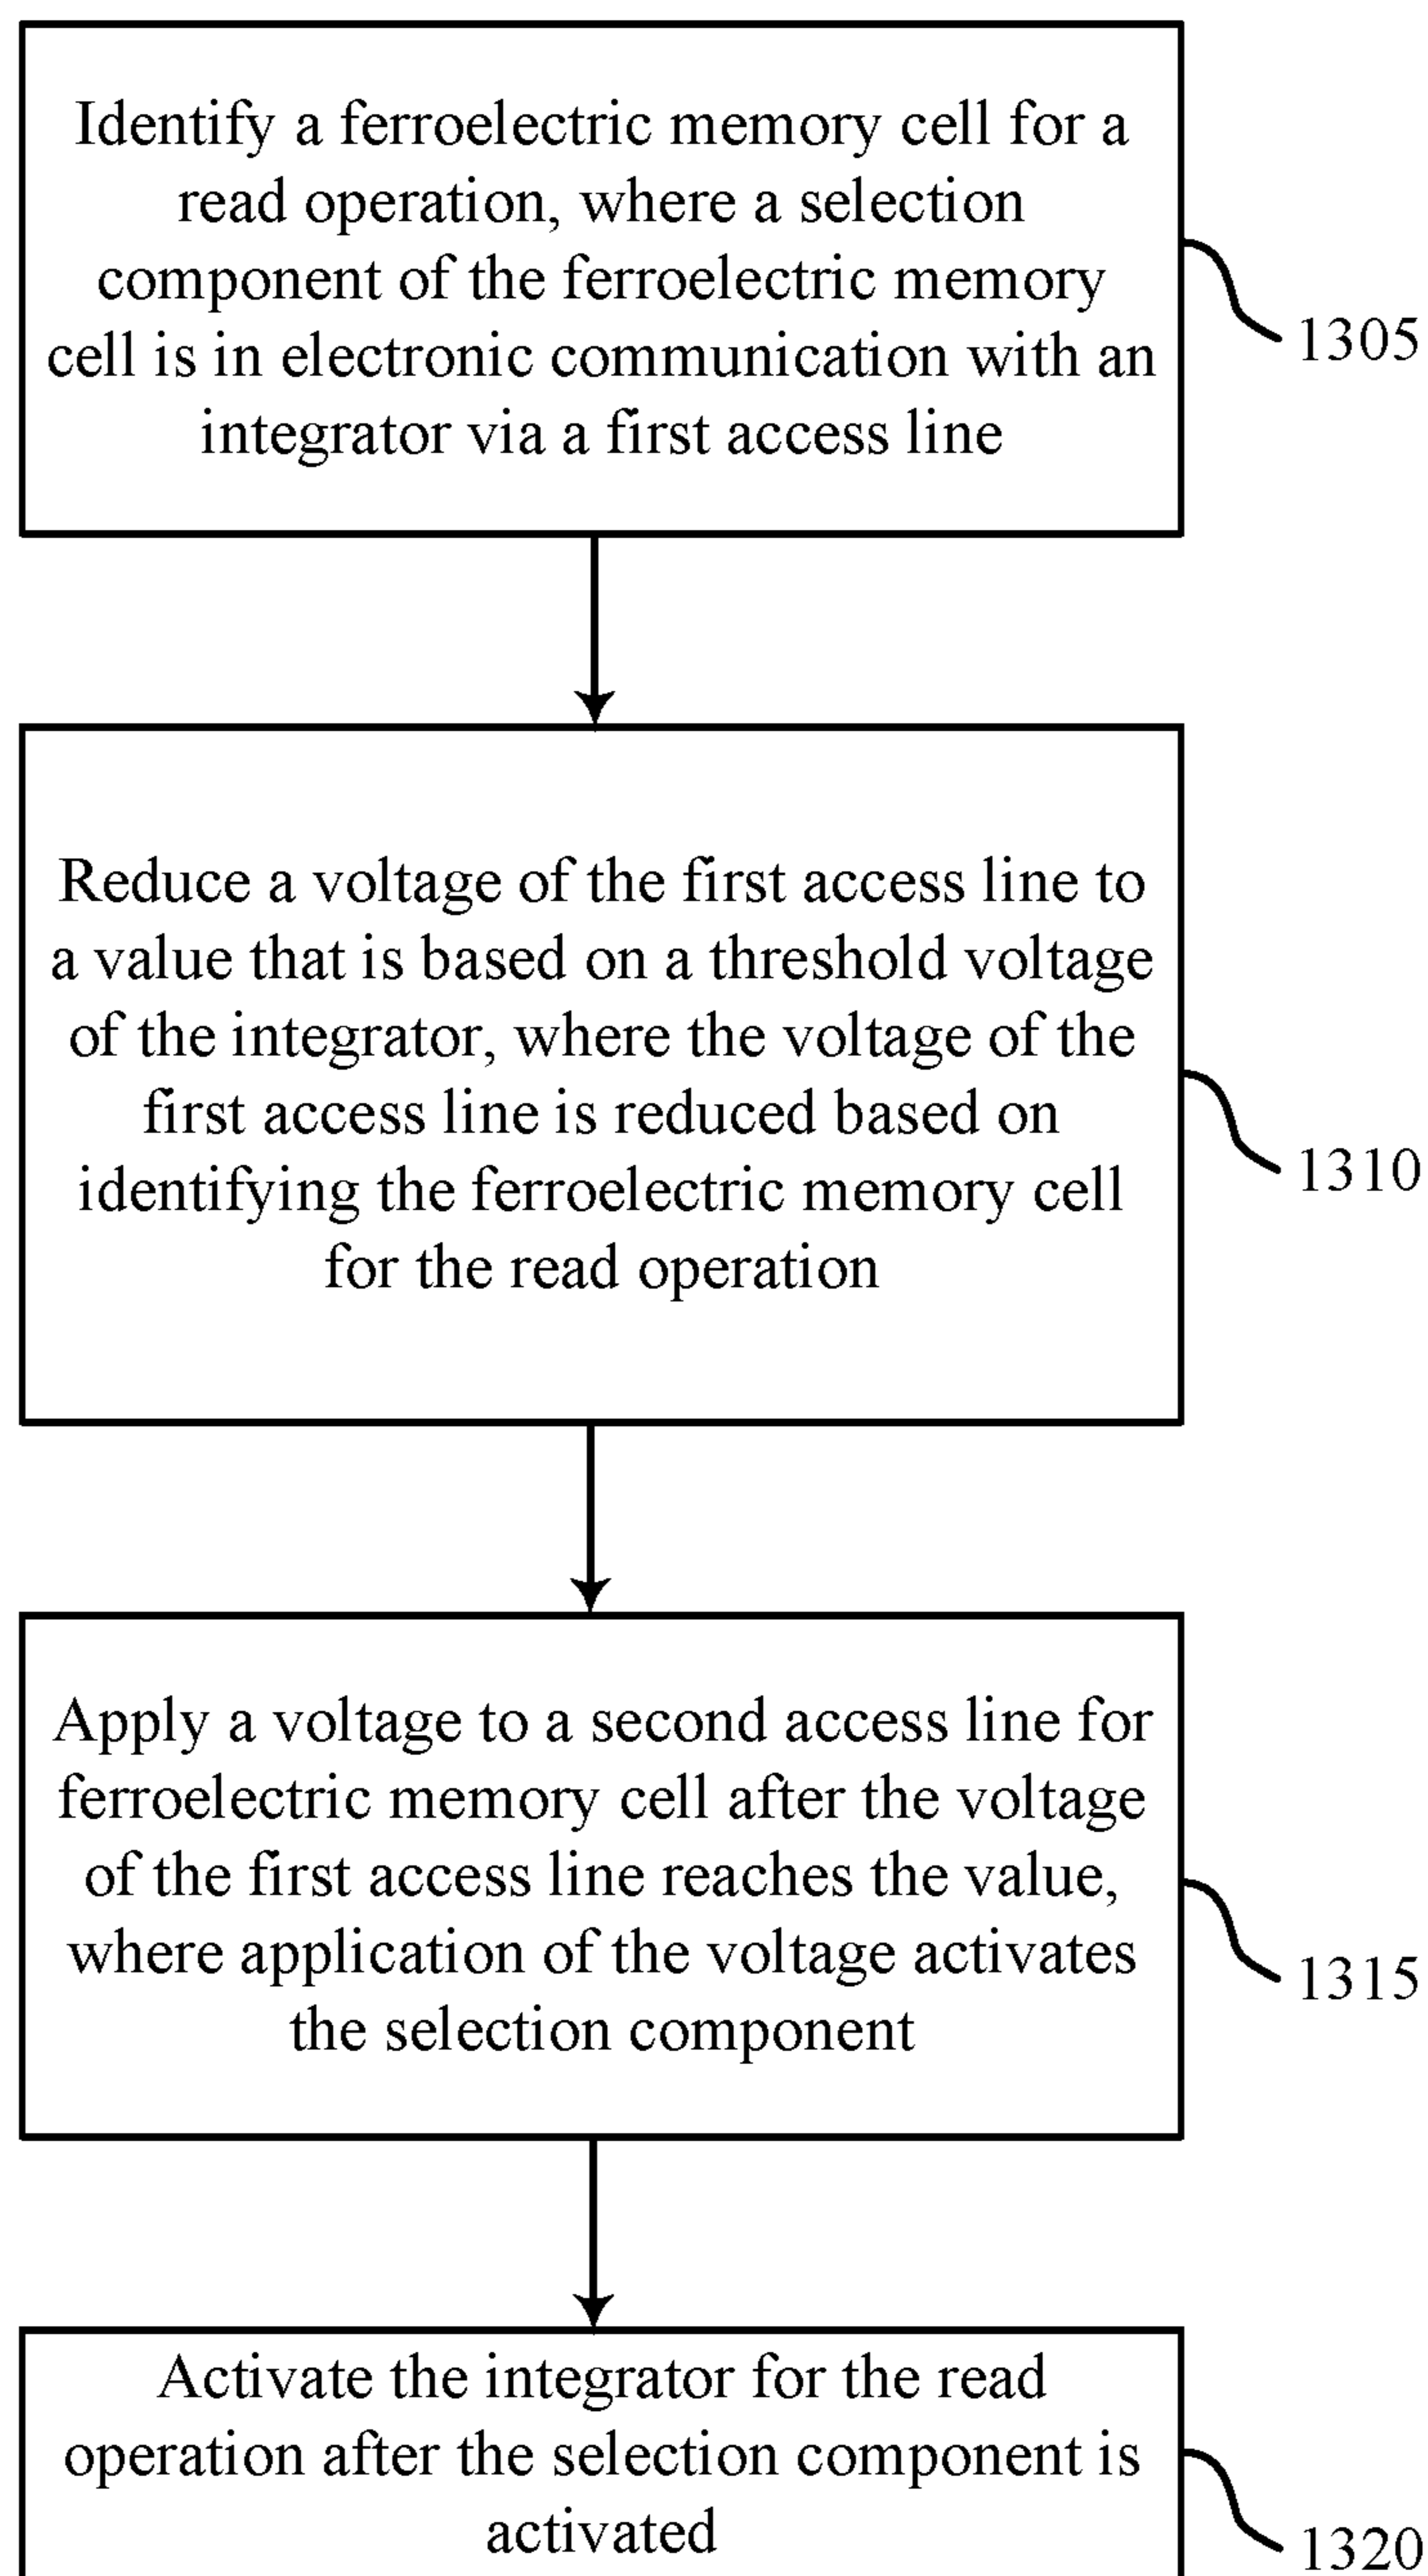 Identify a ferroelectric memory cell for a
read operation, where a selection
component of the ferroelectric memory
cell is in electronic communication with an
integrator via a first access line
1305
Reduce a voltage of the first access line to
a value that is based on a threshold voltage
of the integrator, where the voltage of the
first access line is reduced based on
identifying the ferroelectric memory cell
for the read operation
1310
Apply a voltage to a second access line for
ferroelectric memory cell after the voltage
of the first access line reaches the value,
where application of the voltage activates
the selection component
1315
Activate the integrator for the read
operation after the selection component is
activated
1320